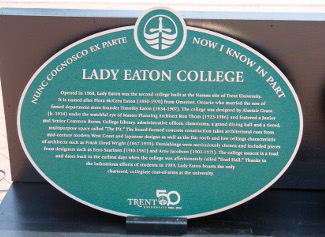 NUNC COGNOSCO EX PARTE
NOW I KNOW IN PART
LADY EATON COLLEGE
Opened in 1968, Lady Eaton was the second college built at the Nassau site of Trent University.
It is named after Flora McCrea Eaton (1880-1970) from Omemee, Ontario who married the son of
famed department store founder Timothy Eaton (1834-1907). The college was designed by Alastair Grant
(b. 1924) under the watchful eye of Master Planning Architect Ron Thom (1923-1986) and featured a Junior
and Senior Common Room, College Library, administrative offices, classrooms, a grand dining hall and a tiered,
multipurpose space called "The Pit." The board-formed concrete construction takes architectural cues from
mid-century modern West Coast and Japanese designs as well as the flat roofs and low ceilings characteristic
of architects such as Frank Lloyd Wright (1867-1959). Furnishings were meticulously chosen and included pieces
from designers such as Eero Saarinen (1910-1961) and Arne Jacobsen (1902-1971). The college mascot is a toad
and dates back to the earliest days when the college was affectionately called "Toad Hall." Thanks to
the industrious efforts of students in 1988, Lady Eaton boasts the only
chartered, collegiate coat-of-arms at the university.
TRENT 50
UNIVERSITY